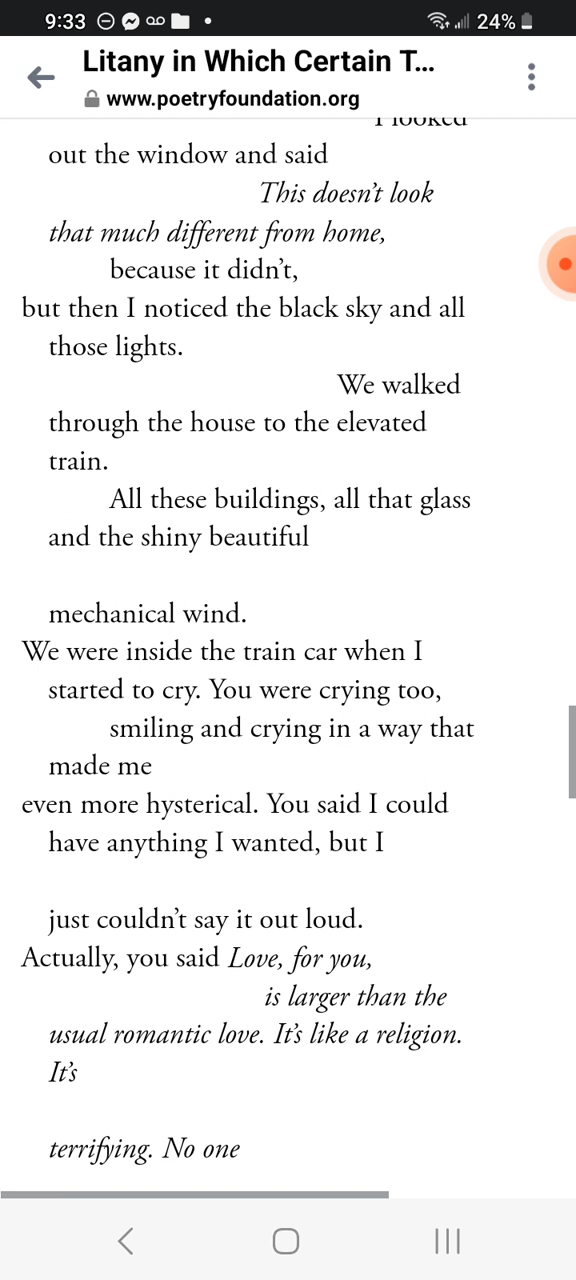 9:33
24%
Litany in Which Certain T...
www.poetryfoundation.org
I looked
out the window and said
This doesn’t look
that much different from home,
because it didn’t,
but then I noticed the black sky and all
those lights.
We walked
through the house to the elevated
train.
All these buildings, all that glass
and the shiny beautiful
mechanical wind.
We were inside the train car when I
started to cry. You were crying too,
smiling and crying in a way that
made me
even more hysterical. You said I could
have anything I wanted, but I
just couldn’t say it out loud.
Actually, you said Love, for you,
is larger than the
usual romantic love. It’s like a religion.
It’s
terrifying. No one